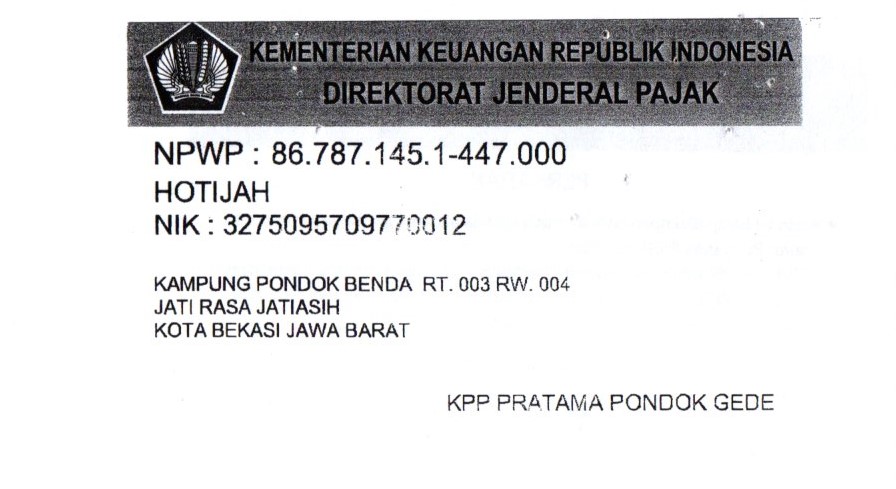 KEMENTERIAN KEUANGAN REPUBLIK INDONESIA
DIREKTORAT JENDERAL PAJAK
NPWP : 86.787.145.1-447.000
HOTIJAH
NIK : 3275095709770012
KAMPUNG PONDOK BENDA RT. 003 RW. 004
JATI RASA JATIASIH
KOTA BEKASI JAWA BARAT
KPP PRATAMA PONDOK GEDE